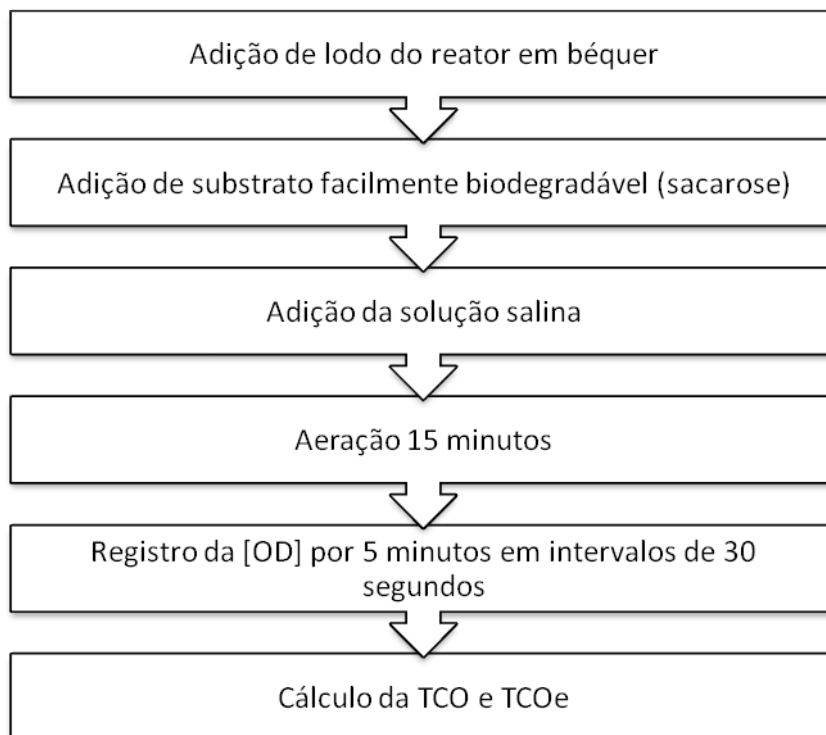 Adição de lodo do reator em béquer
Adição de substrato facilmente biodegradável (sacarose)
Adição da solução salina
Aeração 15 minutos
Registro da [OD] por 5 minutos em intervalos de 30
segundos
Cálculo da TCO e TCOe